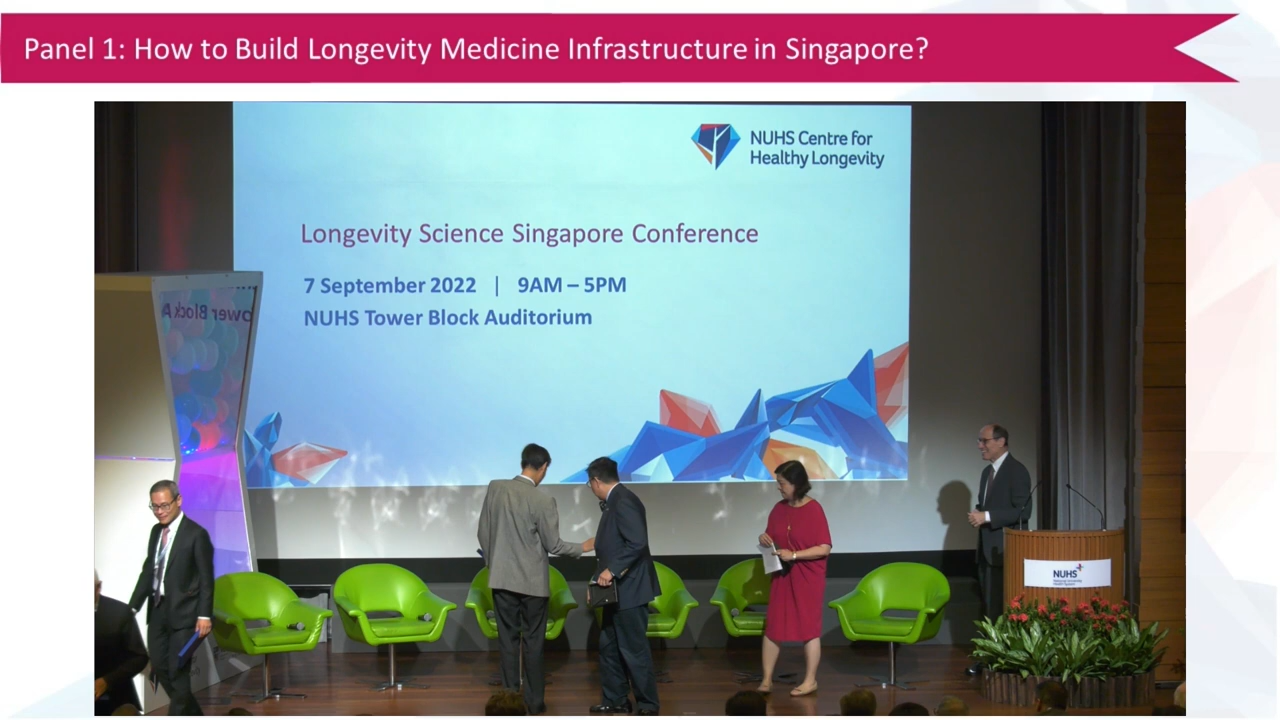 Panel 1: How to Build Longevity Medicine Infrastructure in Singapore?
NUHS Centre for
Healthy Longevity
Longevity Science Singapore Conference
7 September 2022 | 9AM – 5PM
NUHS Tower Block Auditorium
NUHS